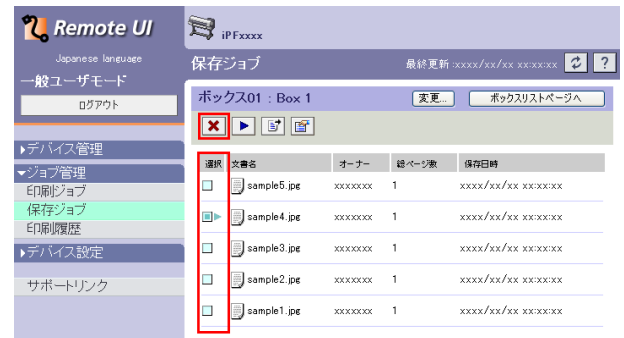 Remote UI
Japanese language
一般ユーザモード
ログアウト
▶デバイス管理
▼ジョブ管理
印刷ジョブ
保存ジョブ
印刷履歴
▶デバイス設定
サポートリンク
iPFxxxx
保存ジョブ 最終更新:xxxx/xx/xx xx:xx:xx ?
ボックス01 : Box 1 変更... ボックスリストページへ
選択 文書名 オーナー 総ページ数 保存日時
sample5.jpg xxxxxxx 1 xxxx/xx/xx xx:xx:xx
sample4.jpg xxxxxxx 1 xxxx/xx/xx xx:xx:xx
sample3.jpg xxxxxxx 1 xxxx/xx/xx xx:xx:xx
sample2.jpg xxxxxxx 1 xxxx/xx/xx xx:xx:xx
sample1.jpg xxxxxxx 1 xxxx/xx/xx xx:xx:xx